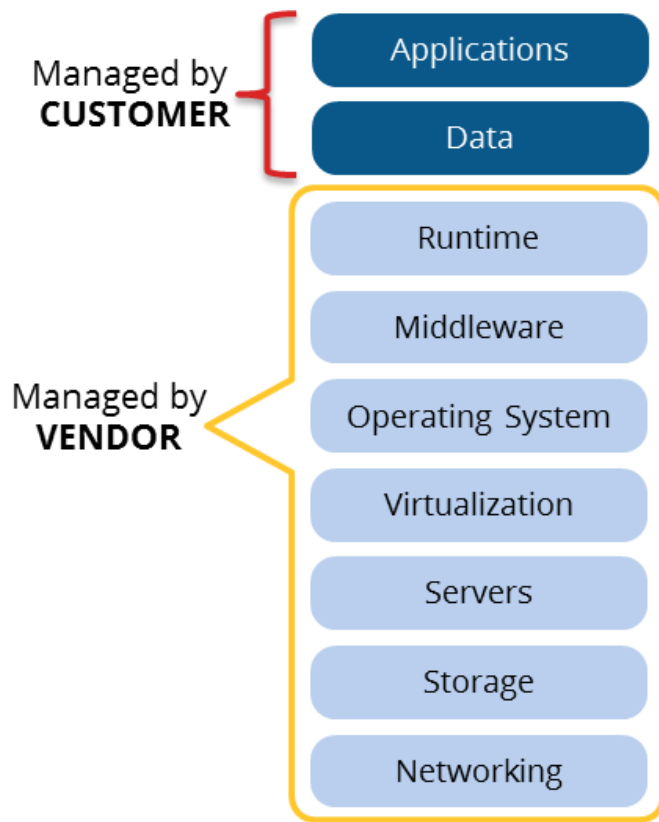 Managed by
CUSTOMER
Applications
Data
Managed by
VENDOR
Runtime
Middleware
Operating System
Virtualization
Servers
Storage
Networking